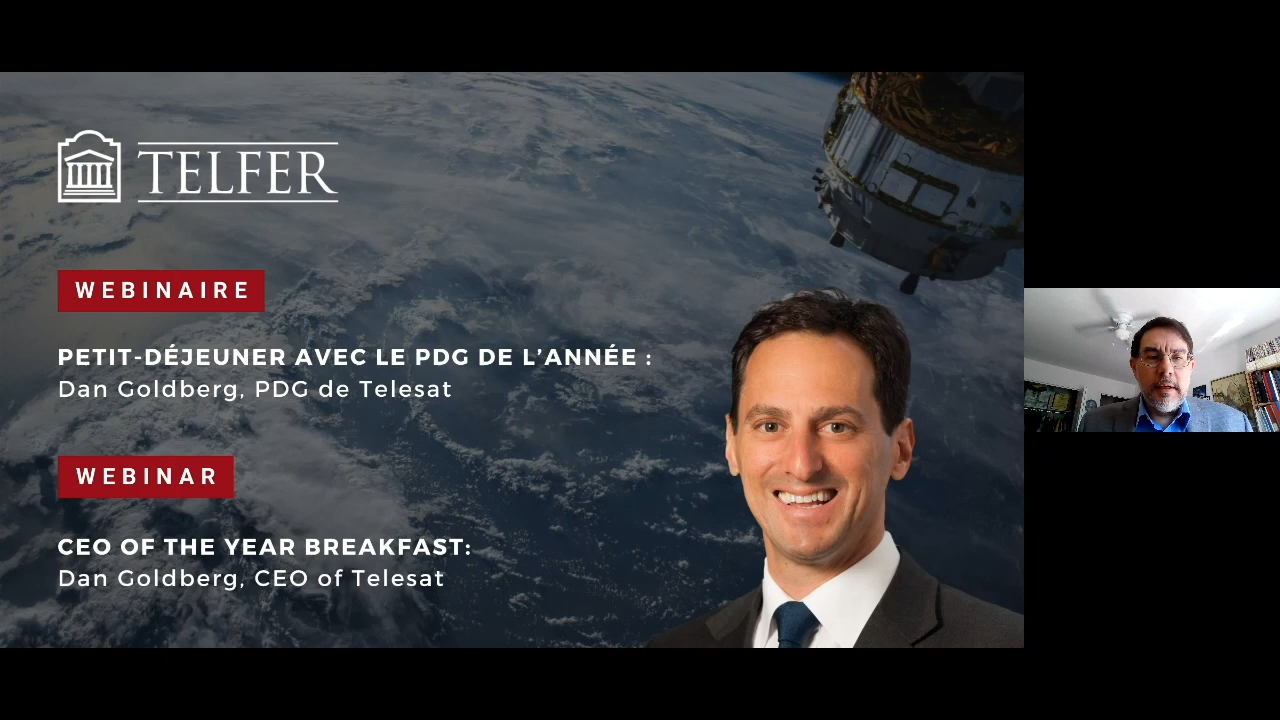 TELFER
WEBINAIRE
PETIT-DÉJEUNER AVEC LE PDG DE L’ANNÉE :
Dan Goldberg, PDG de Telesat
WEBINAR
CEO OF THE YEAR BREAKFAST:
Dan Goldberg, CEO of Telesat